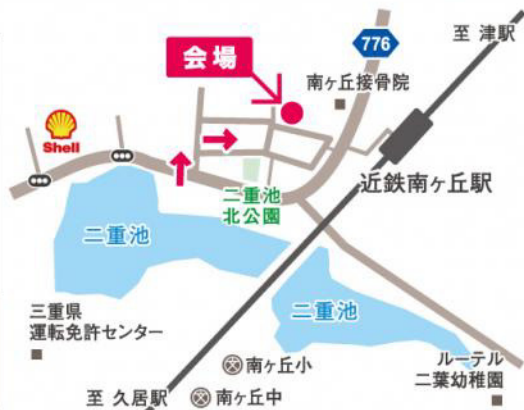 776
至 津駅
会場
南ヶ丘接骨院
Shell
近鉄南ヶ丘駅
二重池
北公園
二重池
二重池
三重県
運転免許センター
南ヶ丘小
ルーテル
二葉幼稚園
至 久居駅
南ヶ丘中